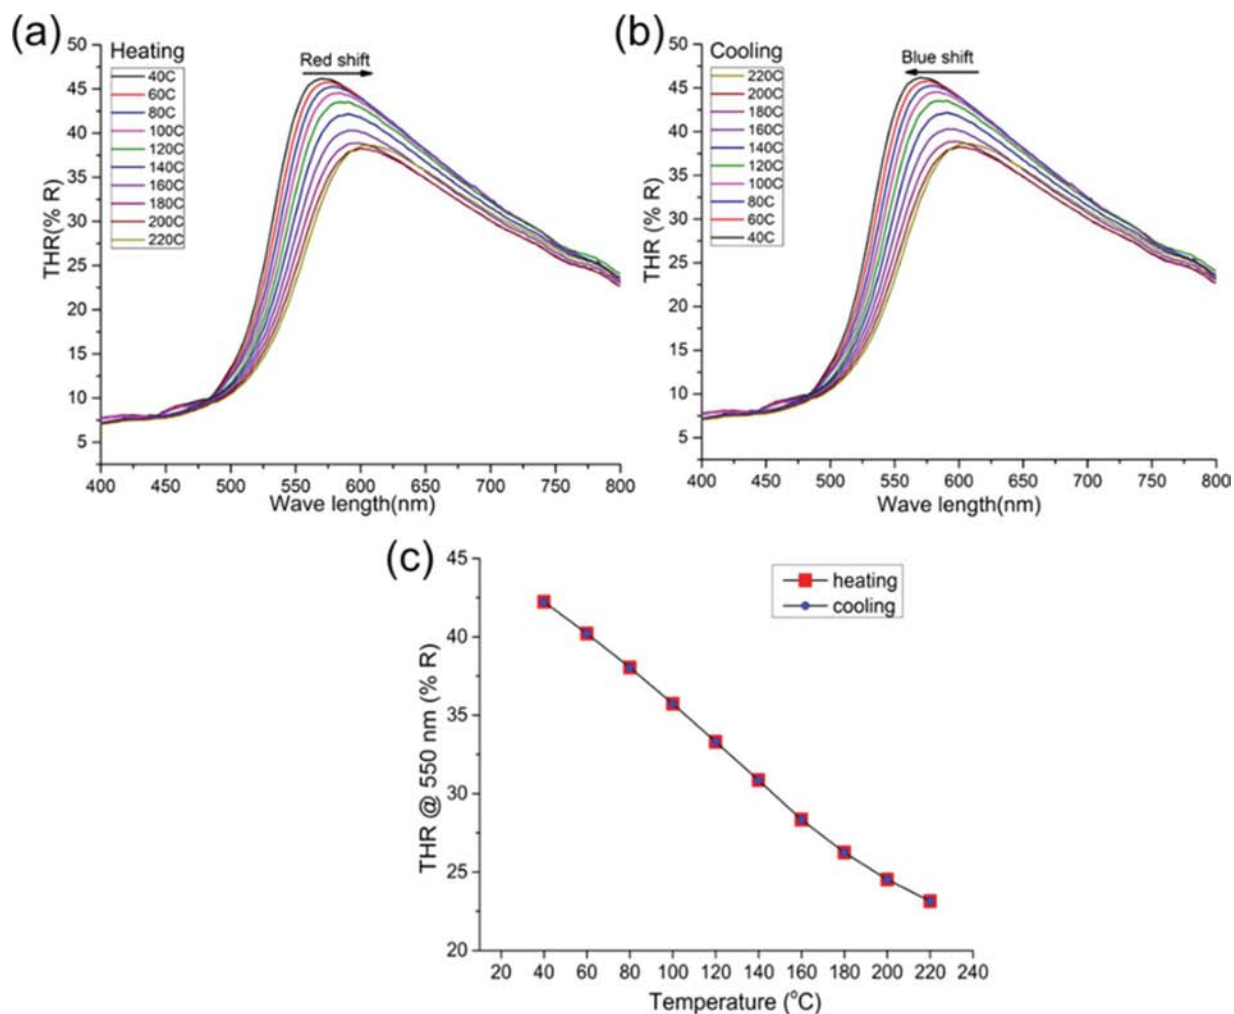 (a)
Heating
40C
60C
80C
100C
120C
140C
160C
180C
200C
220C
Red shift
50
45
40
35
30
25
20
15
10
5
THR(% R)
400 450 500 550 600 650 700 750 800
Wave length(nm)
(b)
Cooling
220C
200C
180C
160C
140C
120C
100C
80C
60C
40C
Blue shift
50
45
40
35
30
25
20
15
10
5
THR (% R)
400 450 500 550 600 650 700 750 800
Wave length(nm)
(c)
heating
cooling
45
40
35
30
25
20
THR @ 550 nm (% R)
20 40 60 80 100 120 140 160 180 200 220 240
Temperature (°C)